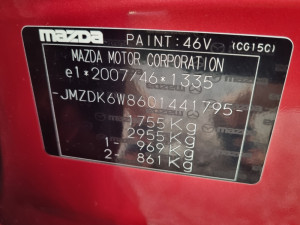 mazda PAINT:46V (CG15C)
MAZDA MOTOR CORPORATION
e1*2007/46*1335
-JMZDK6W8601441795-
1755Kg
2955Kg
1- 969Kg
2- 861Kg